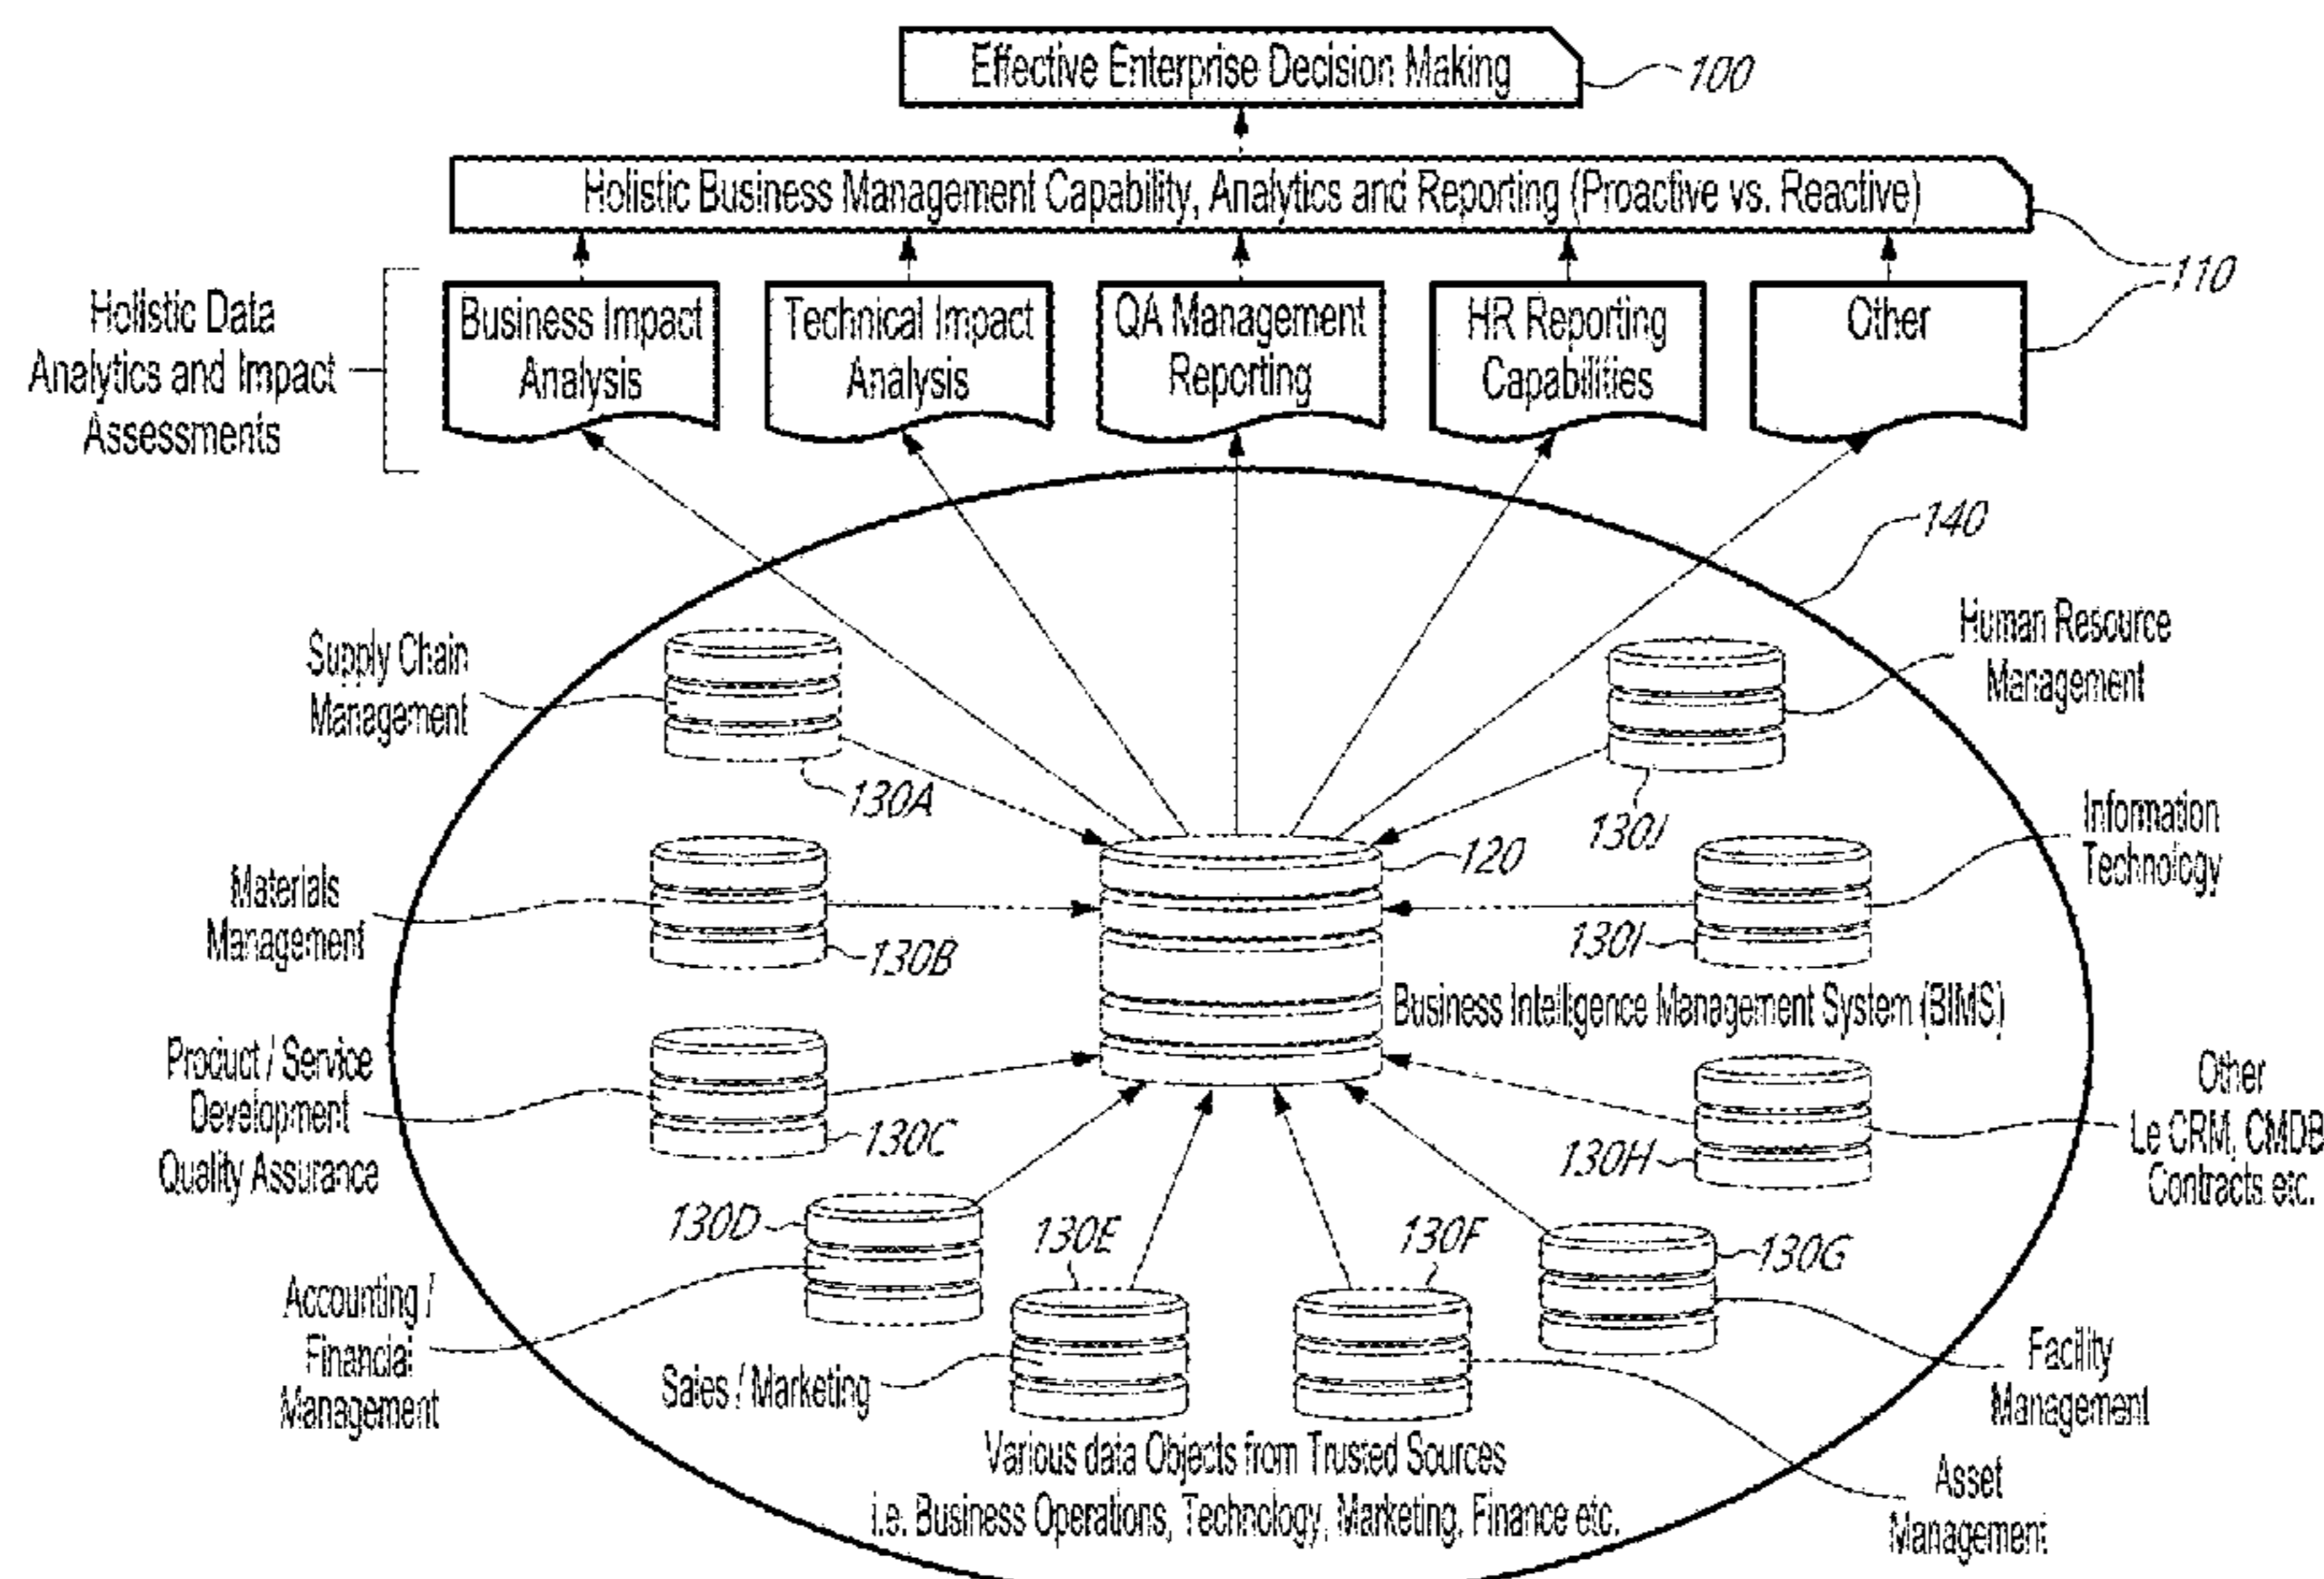 Effective Enterprise Decision Making
100
Holistic Business Management Capability, Analytics and Reporting (Proactive vs. Reactive)
110
Holistic Data
Analytics and Impact
Assessments
Business Impact
Analysis
Technical Impact
Analysis
QA Management
Reporting
HR Reporting
Capabilities
Other
140
Supply Chain
Management
130A
Human Resource
Management
130J
120
Materials
Management
130B
Information
Technology
130I
Business Intelligence Management System (BIMS)
Product / Service
Development
Quality Assurance
130C
Other
I.e CRM, CMDB
Contracts etc.
130H
130D
Accounting /
Financial
Management
130E
Sales / Marketing
130F
130G
Facility
Management
Asset
Management
Various data Objects from Trusted Sources
i.e. Business Operations, Technology, Marketing, Finance etc.